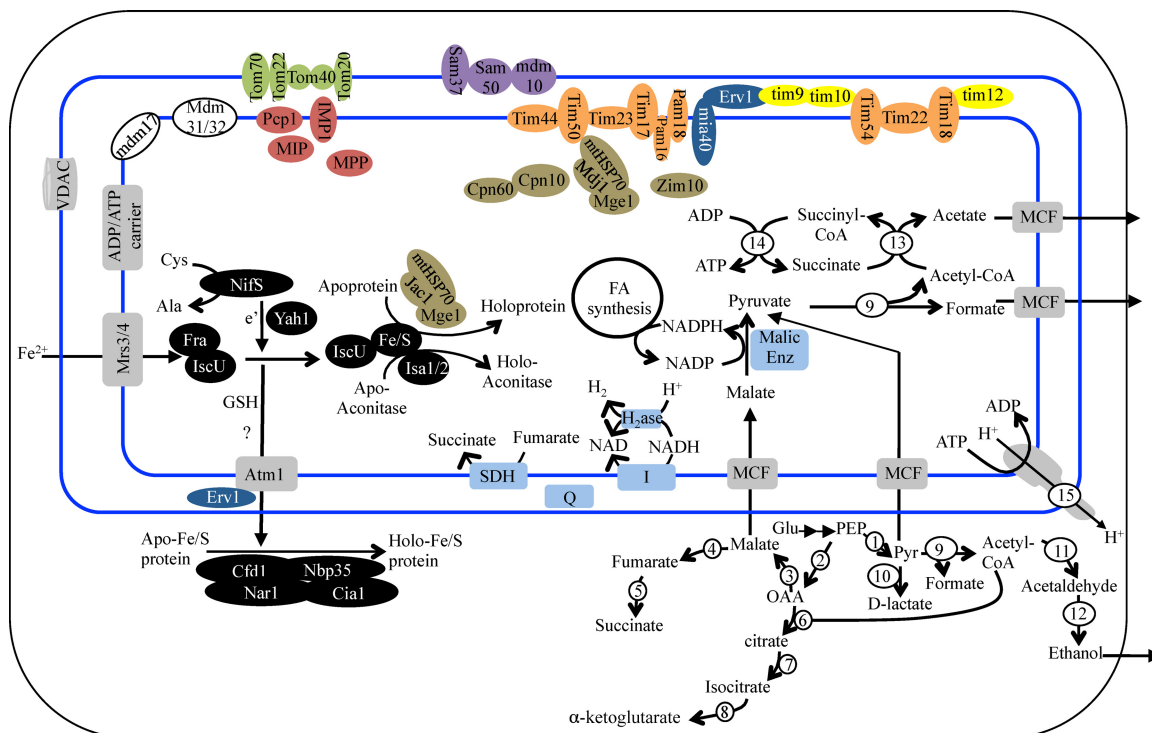 Tom70
Tom22
Tom40
Tom20
Sam37
Sam
50
mdm
10
mdm17
Mdm
31/32
Pcp1
IMP1
MIP
MPP
Tim44
Tim50
Tim23
Tim17
Pam16
Pam18
mia40
Erv1
tim9
tim10
Tim54
Tim22
Tim18
tim12
VDAC
ADP/ATP
carrier
Cpn60
Cpn10
mtHSP70
Mdj1
Mge1
Zim10
ADP
ATP
14
Succinyl-
CoA
Succinate
13
Acetate
MCF
Acetyl-CoA
9
Formate
MCF
Cys
NifS
Ala
e’
Yah1
Fe2+
Mrs3/4
Fra
IscU
Apoprotein
mtHSP70
Jac1
Mge1
Holoprotein
IscU
Fe/S
Isa1/2
Apo-
Aconitase
Holo-
Aconitase
GSH
?
FA
synthesis
NADPH
NADP
Pyruvate
Malic
Enz
Malate
H2
H+
H2ase
NAD
NADH
Succinate
Fumarate
SDH
Q
I
MCF
MCF
ADP
ATP
H+
15
H+
Atm1
Erv1
Apo-Fe/S
protein
Holo-Fe/S
protein
Cfd1
Nbp35
Nar1
Cia1
Glu
PEP
1
Pyr
9
Acetyl-
CoA
11
Fumarate
4
Malate
2
10
Formate
Acetaldehyde
5
3
OAA
D-lactate
12
Succinate
6
citrate
Ethanol
7
Isocitrate
8
α-ketoglutarate